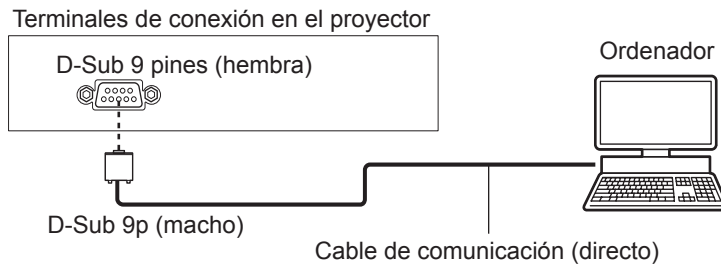 Terminales de conexión en el proyector
D-Sub 9 pines (hembra)
Ordenador
D-Sub 9p (macho)
Cable de comunicación (directo)